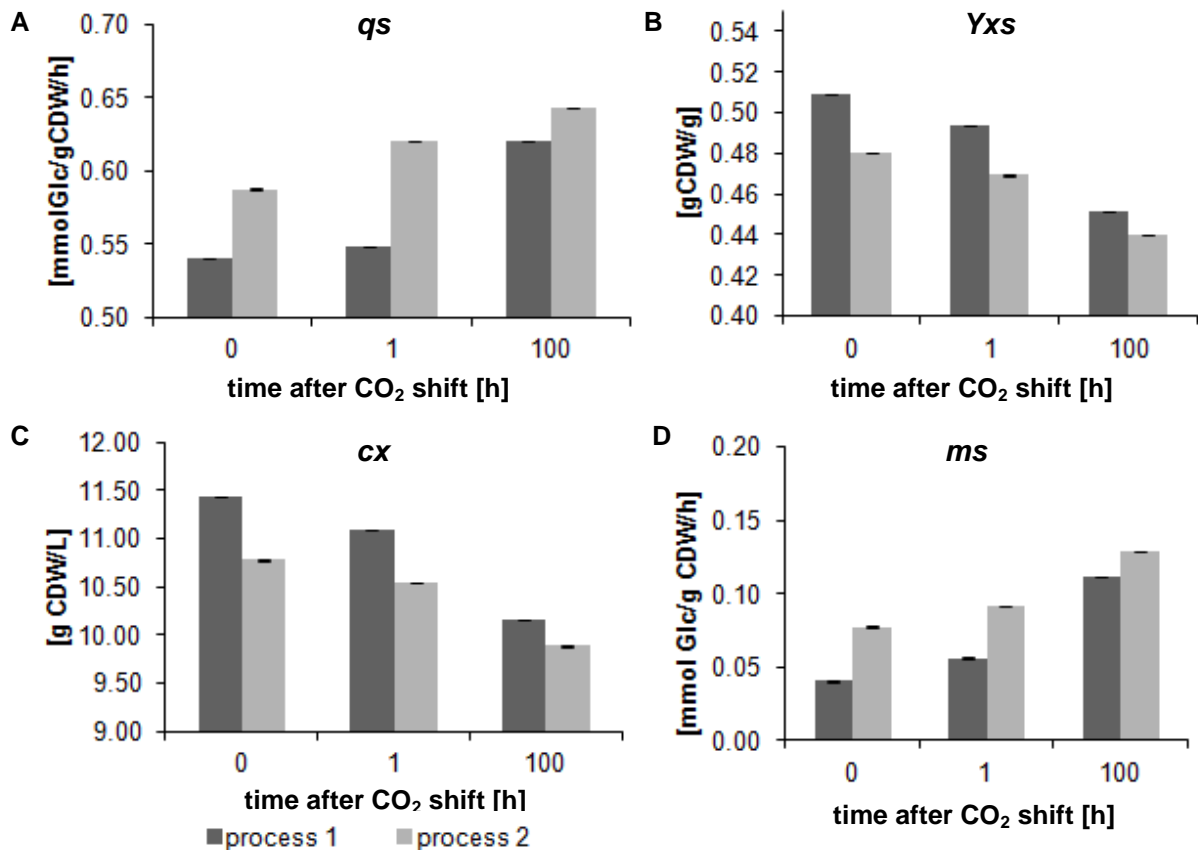 A
qs
[mmolGlc/gCDW/h]
0.70
0.65
0.60
0.55
0.50
0
1
100
time after CO₂ shift [h]
B
Yxs
[gCDW/g]
0.54
0.52
0.50
0.48
0.46
0.44
0.42
0.40
0
1
100
time after CO₂ shift [h]
C
cx
[g CDW/L]
12.00
11.50
11.00
10.50
10.00
9.50
9.00
0
1
100
time after CO₂ shift [h]
process 1
process 2
D
ms
[mmol Glc/g CDW/h]
0.20
0.15
0.10
0.05
0.00
0
1
100
time after CO₂ shift [h]